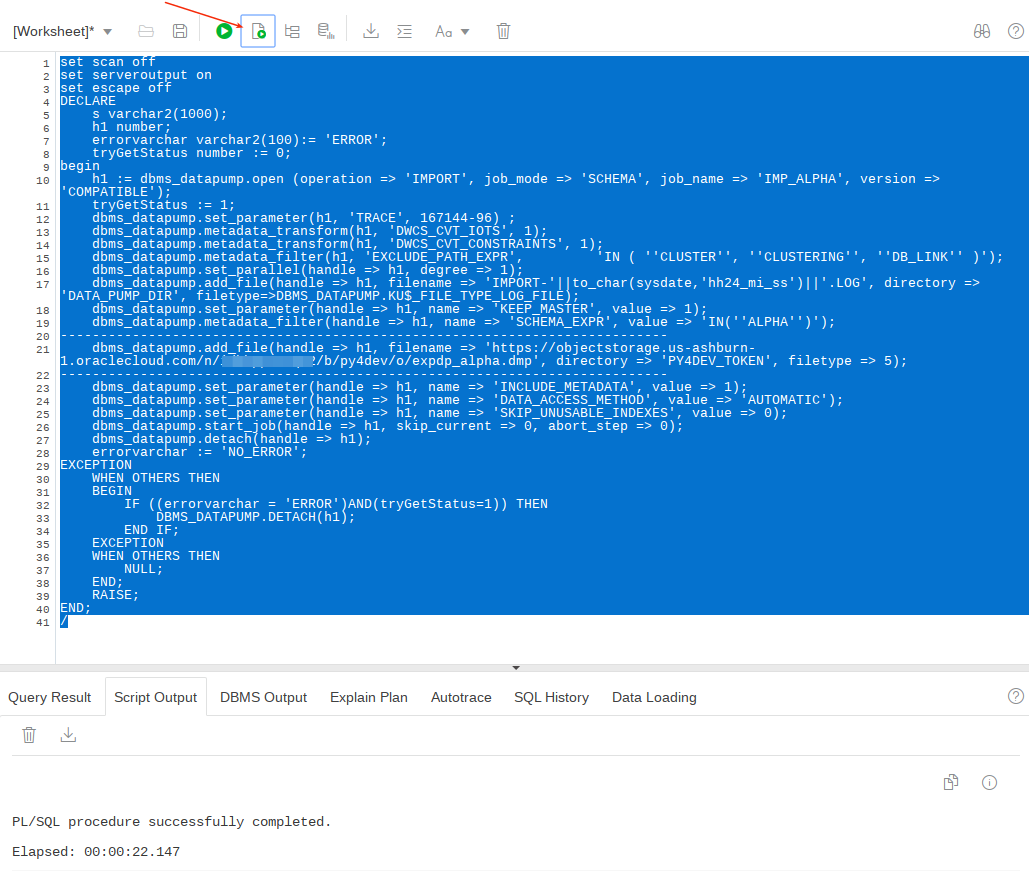 [Worksheet]*
Aa
1 set scan off
2 set serveroutput on
3 set escape off
4 DECLARE
5     s varchar2(1000);
6     h1 number;
7     errorvarchar varchar2(100):= 'ERROR';
8     tryGetStatus number := 0;
9 begin
10     h1 := dbms_datapump.open (operation => 'IMPORT', job_mode => 'SCHEMA', job_name => 'IMP_ALPHA', version =>
'COMPATIBLE');
11     tryGetStatus := 1;
12     dbms_datapump.set_parameter(h1, 'TRACE', 167144-96) ;
13     dbms_datapump.metadata_transform(h1, 'DWCS_CVT_IOTS', 1);
14     dbms_datapump.metadata_transform(h1, 'DWCS_CVT_CONSTRAINTS', 1);
15     dbms_datapump.metadata_filter(h1, 'EXCLUDE_PATH_EXPR',         'IN ( ''CLUSTER'', ''CLUSTERING'', ''DB_LINK'' )');
16     dbms_datapump.set_parallel(handle => h1, degree => 1);
17     dbms_datapump.add_file(handle => h1, filename => 'IMPORT-'||to_char(sysdate,'hh24_mi_ss')||'.LOG', directory =>
'DATA_PUMP_DIR', filetype=>DBMS_DATAPUMP.KU$_FILE_TYPE_LOG_FILE);
18     dbms_datapump.set_parameter(handle => h1, name => 'KEEP_MASTER', value => 1);
19     dbms_datapump.metadata_filter(handle => h1, name => 'SCHEMA_EXPR', value => 'IN(''ALPHA'')');
20 ----------------------------------------------------------------------------
21     dbms_datapump.add_file(handle => h1, filename => 'https://objectstorage.us-ashburn-
1.oraclecloud.com/n/ /b/py4dev/o/expdp_alpha.dmp', directory => 'PY4DEV_TOKEN', filetype => 5);
22 ----------------------------------------------------------------------------
23     dbms_datapump.set_parameter(handle => h1, name => 'INCLUDE_METADATA', value => 1);
24     dbms_datapump.set_parameter(handle => h1, name => 'DATA_ACCESS_METHOD', value => 'AUTOMATIC');
25     dbms_datapump.set_parameter(handle => h1, name => 'SKIP_UNUSABLE_INDEXES', value => 0);
26     dbms_datapump.start_job(handle => h1, skip_current => 0, abort_step => 0);
27     dbms_datapump.detach(handle => h1);
28     errorvarchar := 'NO_ERROR';
29 EXCEPTION
30     WHEN OTHERS THEN
31     BEGIN
32         IF ((errorvarchar = 'ERROR')AND(tryGetStatus=1)) THEN
33             DBMS_DATAPUMP.DETACH(h1);
34         END IF;
35     EXCEPTION
36     WHEN OTHERS THEN
37         NULL;
38     END;
39     RAISE;
40 END;
41 /
Query Result Script Output DBMS Output Explain Plan Autotrace SQL History Data Loading
PL/SQL procedure successfully completed.
Elapsed: 00:00:22.147